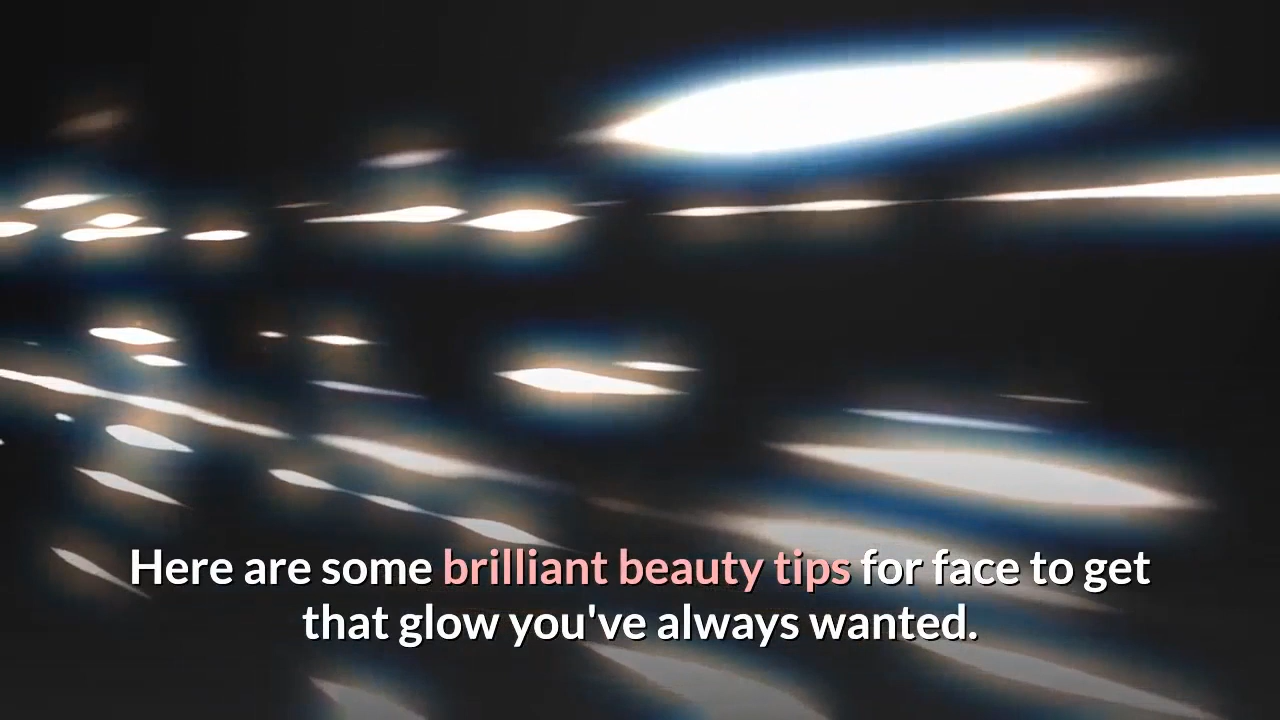 Here are some brilliant beauty tips for face to get
that glow you've always wanted.